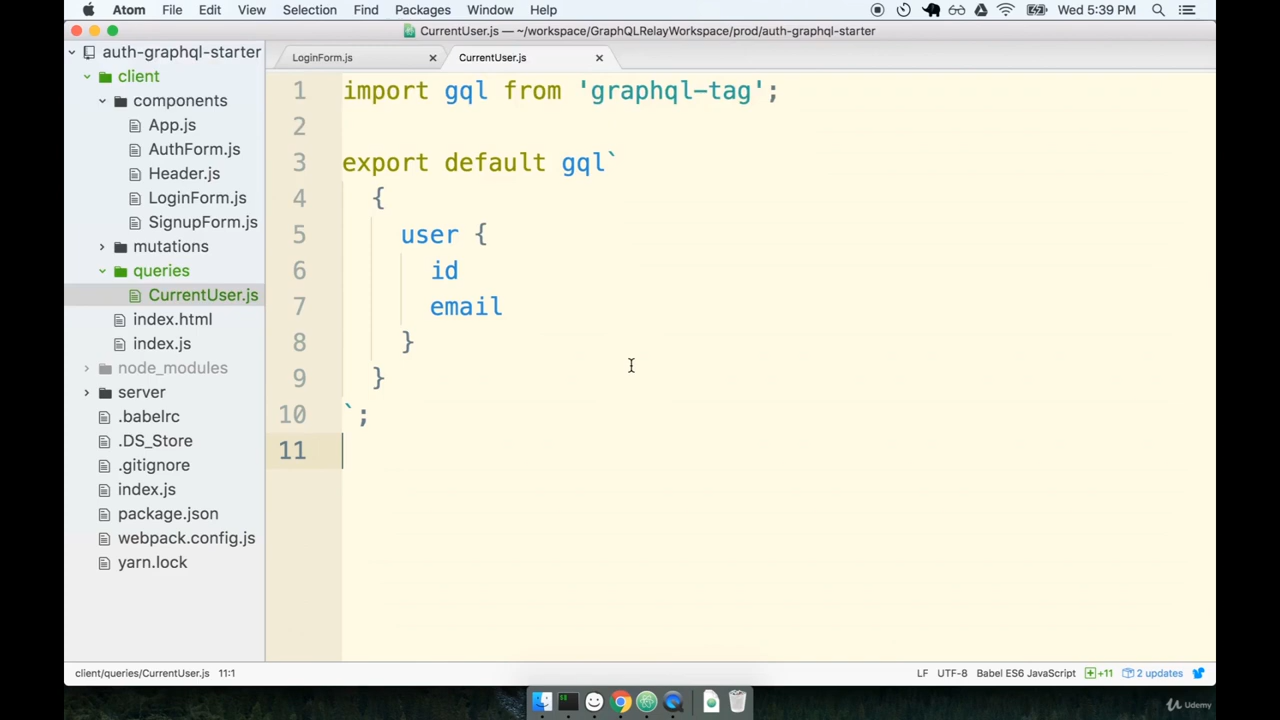 Atom File Edit View Selection Find Packages Window Help Wed 5:39 PM
CurrentUser.js — ~/workspace/GraphQLRelayWorkspace/prod/auth-graphql-starter
auth-graphql-starter
client
components
App.js
AuthForm.js
Header.js
LoginForm.js
SignupForm.js
mutations
queries
CurrentUser.js
index.html
index.js
node_modules
server
.babelrc
.DS_Store
.gitignore
index.js
package.json
webpack.config.js
yarn.lock
LoginForm.js CurrentUser.js
1 import gql from 'graphql-tag';
2
3 export default gql`
4 {
5 user {
6 id
7 email
8 }
9 }
10 `;
11
client/queries/CurrentUser.js 11:1 LF UTF-8 Babel ES6 JavaScript +11 2 updates
Udemy